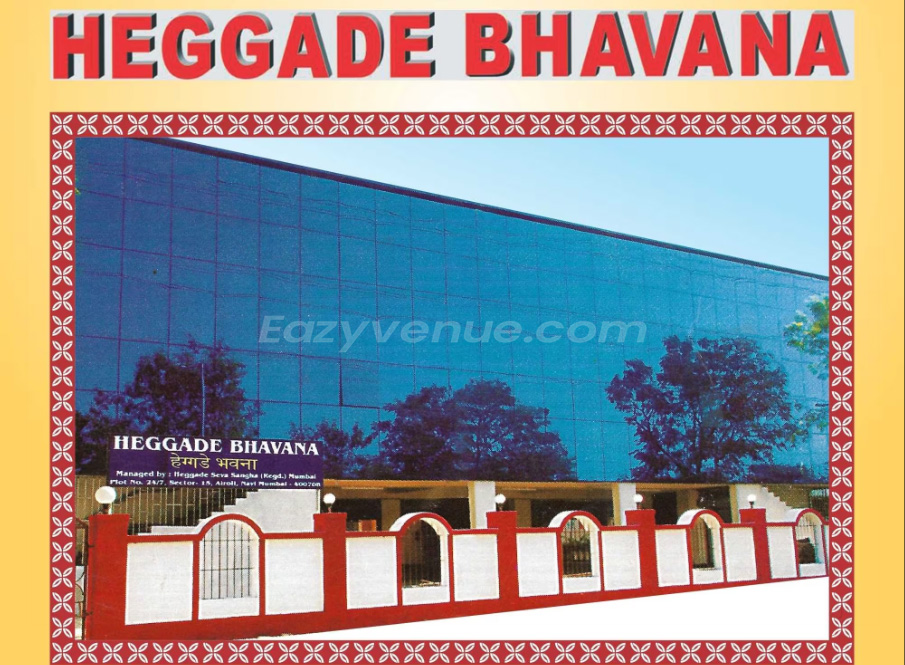 HEGGADE BHAVANA
Eazyvenue.com
HEGGADE BHAVANA
हेग्गडे भवना
Managed by : Heggade Seva Sangha (Regd.) Mumbai
Plot No. 24/7, Sector- 15, Airoli, Navi Mumbai - 400708